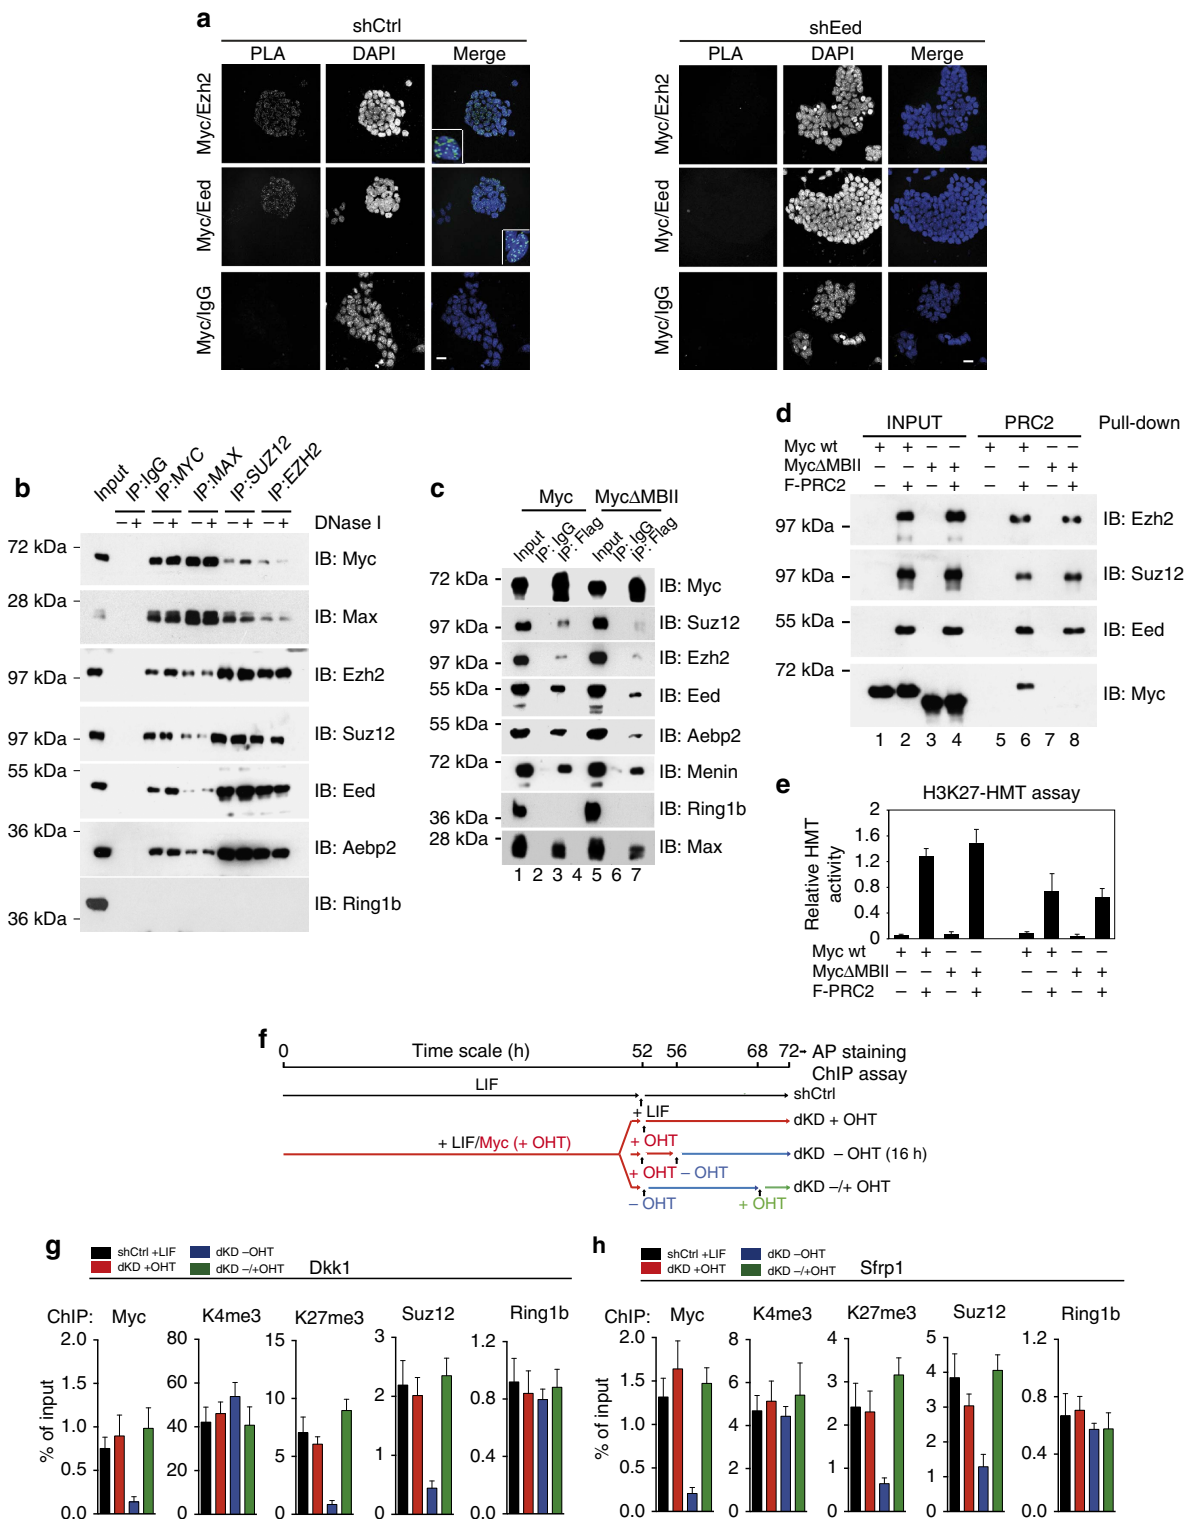 a
shCtrl
shEed
PLA DAPI Merge
PLA DAPI Merge
Myc/Ezh2
Myc/Eed
Myc/IgG
Myc/Ezh2
Myc/Eed
Myc/IgG
b
Input IP:IgG IP:MYC IP:MAX IP:SUZ12 IP:EZH2
– + – + – + – + – + DNase I
72 kDa IB: Myc
28 kDa IB: Max
97 kDa IB: Ezh2
97 kDa IB: Suz12
55 kDa IB: Eed
36 kDa IB: Aebp2
36 kDa IB: Ring1b
c
Myc MycΔMBII
Input IP: IgG IP: Flag Input IP: IgG IP: Flag
72 kDa IB: Myc
97 kDa IB: Suz12
97 kDa IB: Ezh2
55 kDa IB: Eed
55 kDa IB: Aebp2
72 kDa IB: Menin
36 kDa IB: Ring1b
28 kDa IB: Max
1 2 3 4 5 6 7
d
INPUT PRC2 Pull-down
Myc wt + + – – + + – –
MycΔMBII – – + + – – + +
F-PRC2 – + – + – + – +
97 kDa IB: Ezh2
97 kDa IB: Suz12
55 kDa IB: Eed
72 kDa IB: Myc
1 2 3 4 5 6 7 8
e
H3K27-HMT assay
Relative HMT activity
2
1.6
1.2
0.8
0.4
0
Myc wt + + – – + + – –
MycΔMBII – – + + – – + +
F-PRC2 – + – + – + – +
f
0 Time scale (h) 52 56 68 72 AP staining
ChIP assay
LIF
shCtrl
+ LIF
dKD + OHT
+ LIF/Myc (+ OHT)
+ OHT
dKD – OHT (16 h)
+ OHT – OHT
dKD –/+ OHT
– OHT + OHT
g
shCtrl +LIF dKD –OHT
dKD +OHT dKD –/+OHT
Dkk1
ChIP: Myc K4me3 K27me3 Suz12 Ring1b
% of input
2.0
1.5
1.0
0.5
0.0
80
60
40
20
0
15
10
5
0
3
2
1
0
1.2
0.8
0.4
0.0
h
shCtrl +LIF dKD –OHT
dKD +OHT dKD –/+OHT
Sfrp1
ChIP: Myc K4me3 K27me3 Suz12 Ring1b
% of input
2.0
1.5
1.0
0.5
0.0
8
6
4
2
0
4
3
2
1
0
5
4
3
2
1
0
1.2
0.8
0.4
0.0